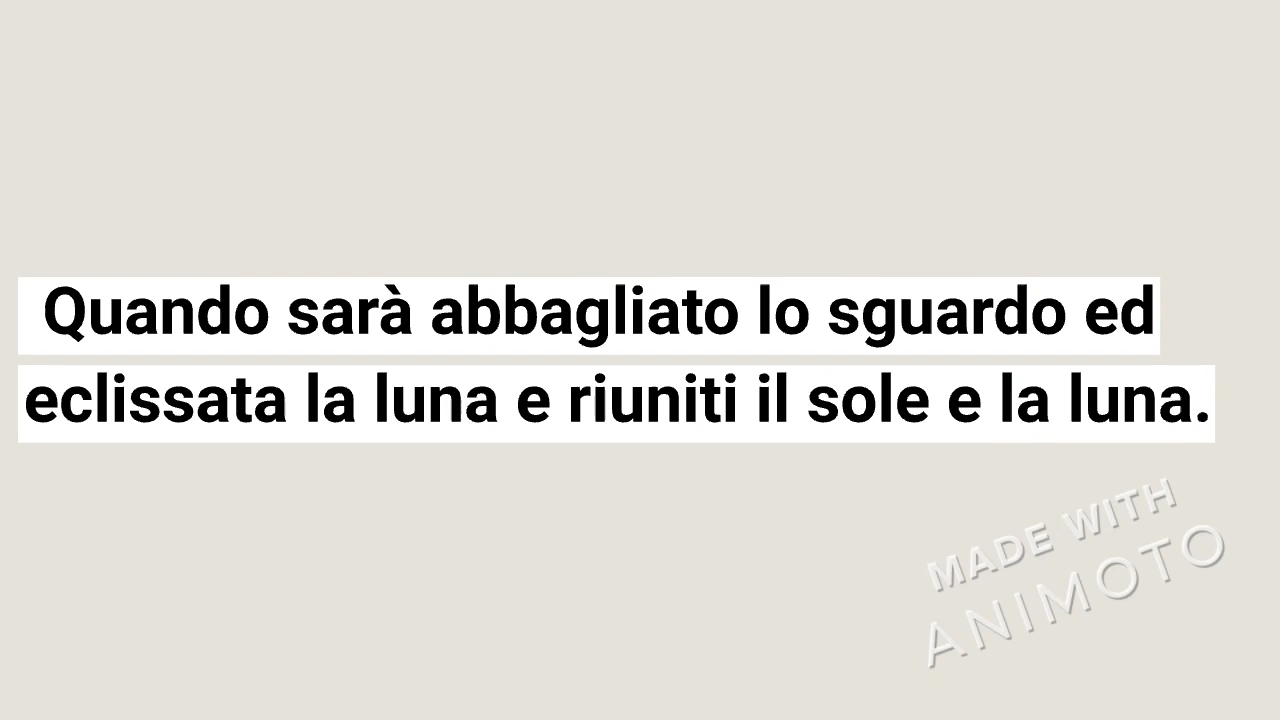 Quando sarà abbagliato lo sguardo ed
eclissata la luna e riuniti il sole e la luna.
MADE WITH
ANIMOTO